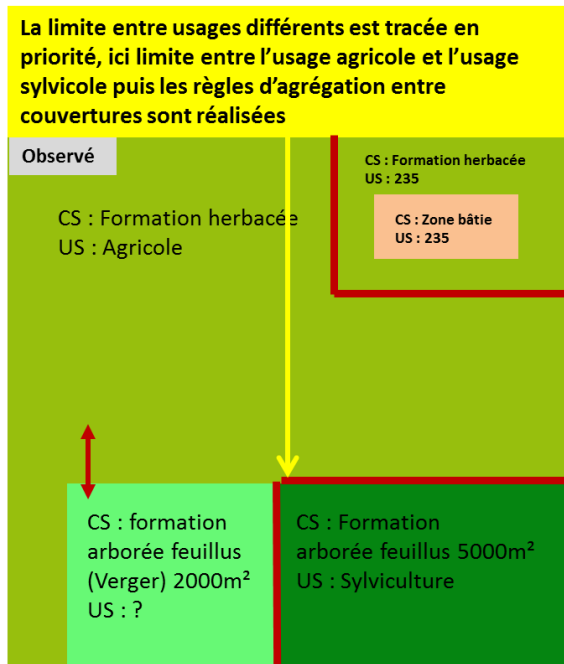 La limite entre usages différents est tracée en
priorité, ici limite entre l'usage agricole et l'usage
sylvicole puis les règles d'agrégation entre
couvertures sont réalisées
Observé
CS : Formation herbacée
US : 235
CS : Zone bâtie
US : 235
CS : Formation herbacée
US : Agricole
CS : formation
arborée feuillus
(Verger) 2000m²
US : ?
CS : Formation
arborée feuillus 5000m²
US : Sylviculture